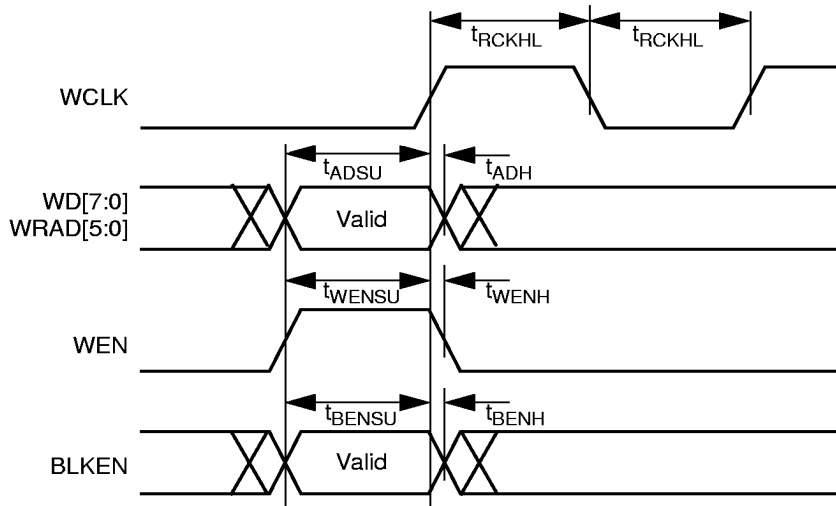 tRCKHL tRCKHL
WCLK
tADSU tADH
WD[7:0]
WRAD[5:0]
Valid
tWENSU tWENH
WEN
tBENSU tBENH
BLKEN
Valid